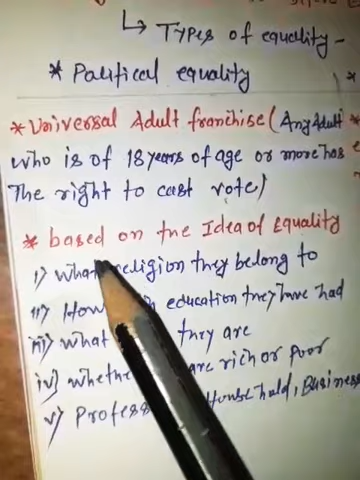 ↳ Types of equality -
* Political equality
* Universal Adult franchise (Any Adult
who is of 18 years of age or more has
The right to cast vote)
* based on the Idea of Equality
i) What religion they belong to
ii) How education they have had
iii) what they are
iv) are rich or poor
v) Household, Business